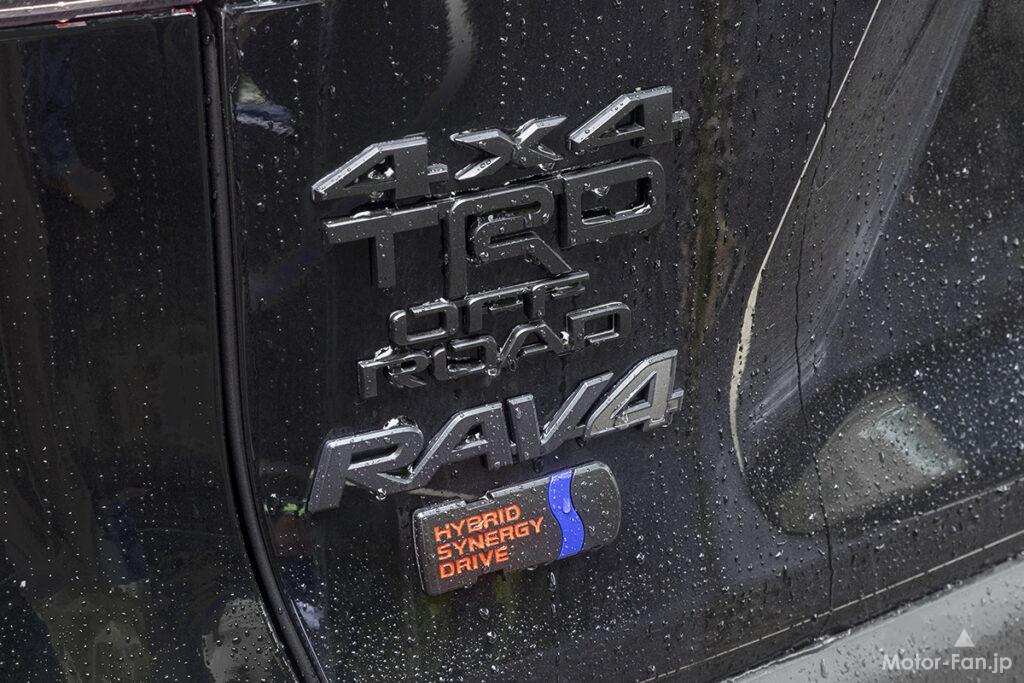 4x4
TRD
OFF
ROAD
RAV4
HYBRID
SYNERGY
DRIVE
Motor-Fan.jp